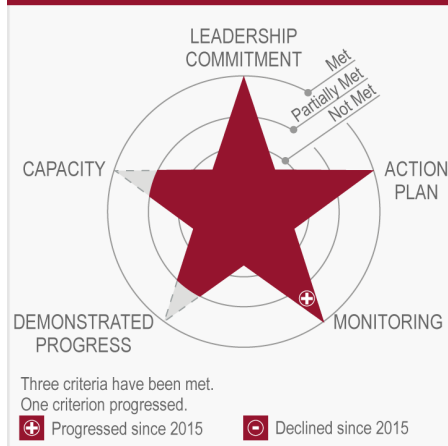 LEADERSHIP
COMMITMENT
Met
Partially Met
Not Met
CAPACITY
ACTION
PLAN
DEMONSTRATED
PROGRESS
MONITORING
Three criteria have been met.
One criterion progressed.
Progressed since 2015
Declined since 2015